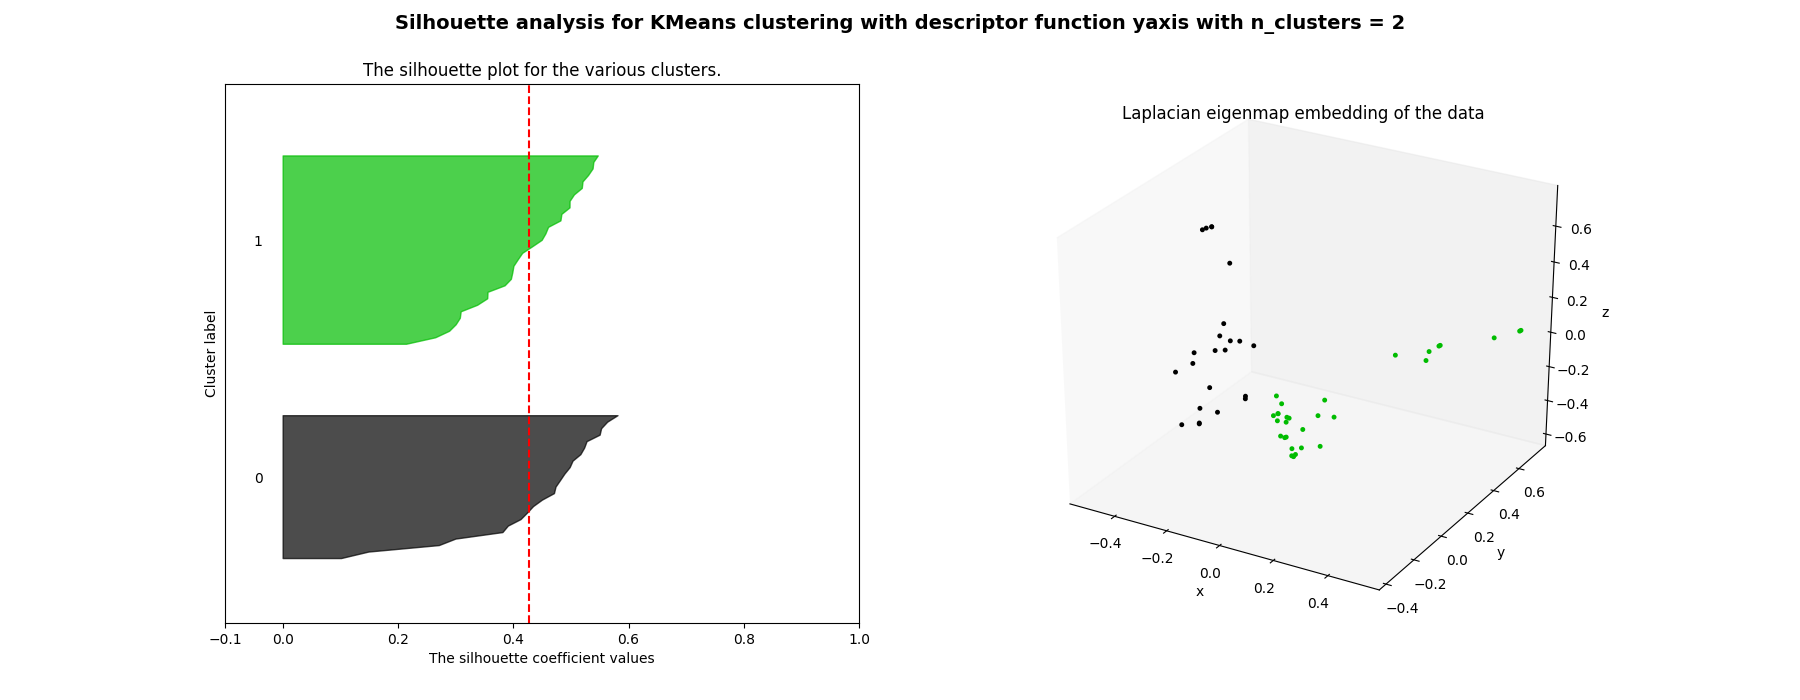 Silhouette analysis for KMeans clustering with descriptor function yaxis with n_clusters = 2
The silhouette plot for the various clusters.
Cluster label
1
0
−0.1 0.0 0.2 0.4 0.6 0.8 1.0
The silhouette coefficient values
Laplacian eigenmap embedding of the data
0.6
0.4
0.2
0.0
−0.2
−0.4
−0.6
z
−0.4 −0.2 0.0 0.2 0.4
x
−0.4 −0.2 0.0 0.2 0.4 0.6
y